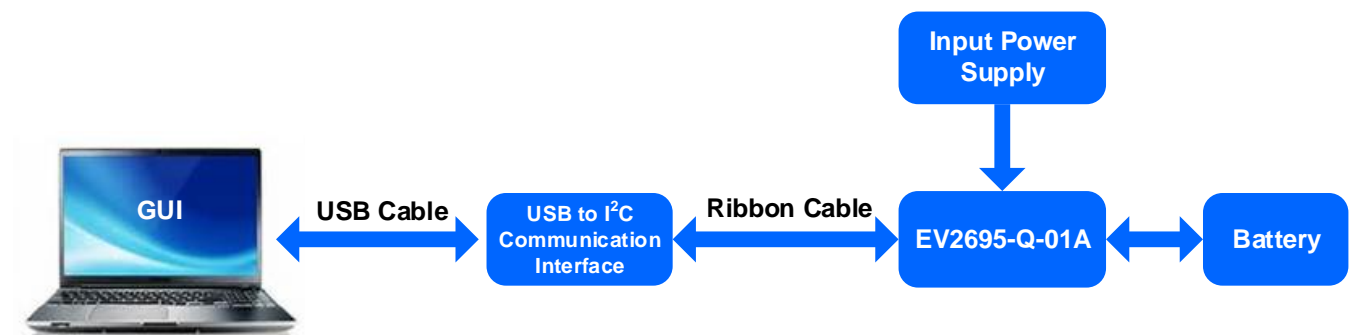 Input Power
Supply
GUI
USB Cable
USB to I²C
Communication
Interface
Ribbon Cable
EV2695-Q-01A
Battery